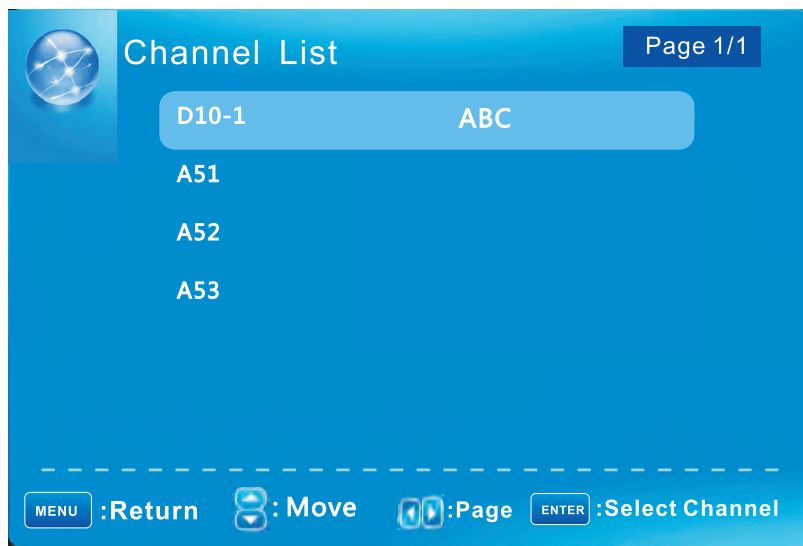 Channel List
Page 1/1
D10-1 ABC
A51
A52
A53
MENU :Return : Move :Page ENTER :Select Channel